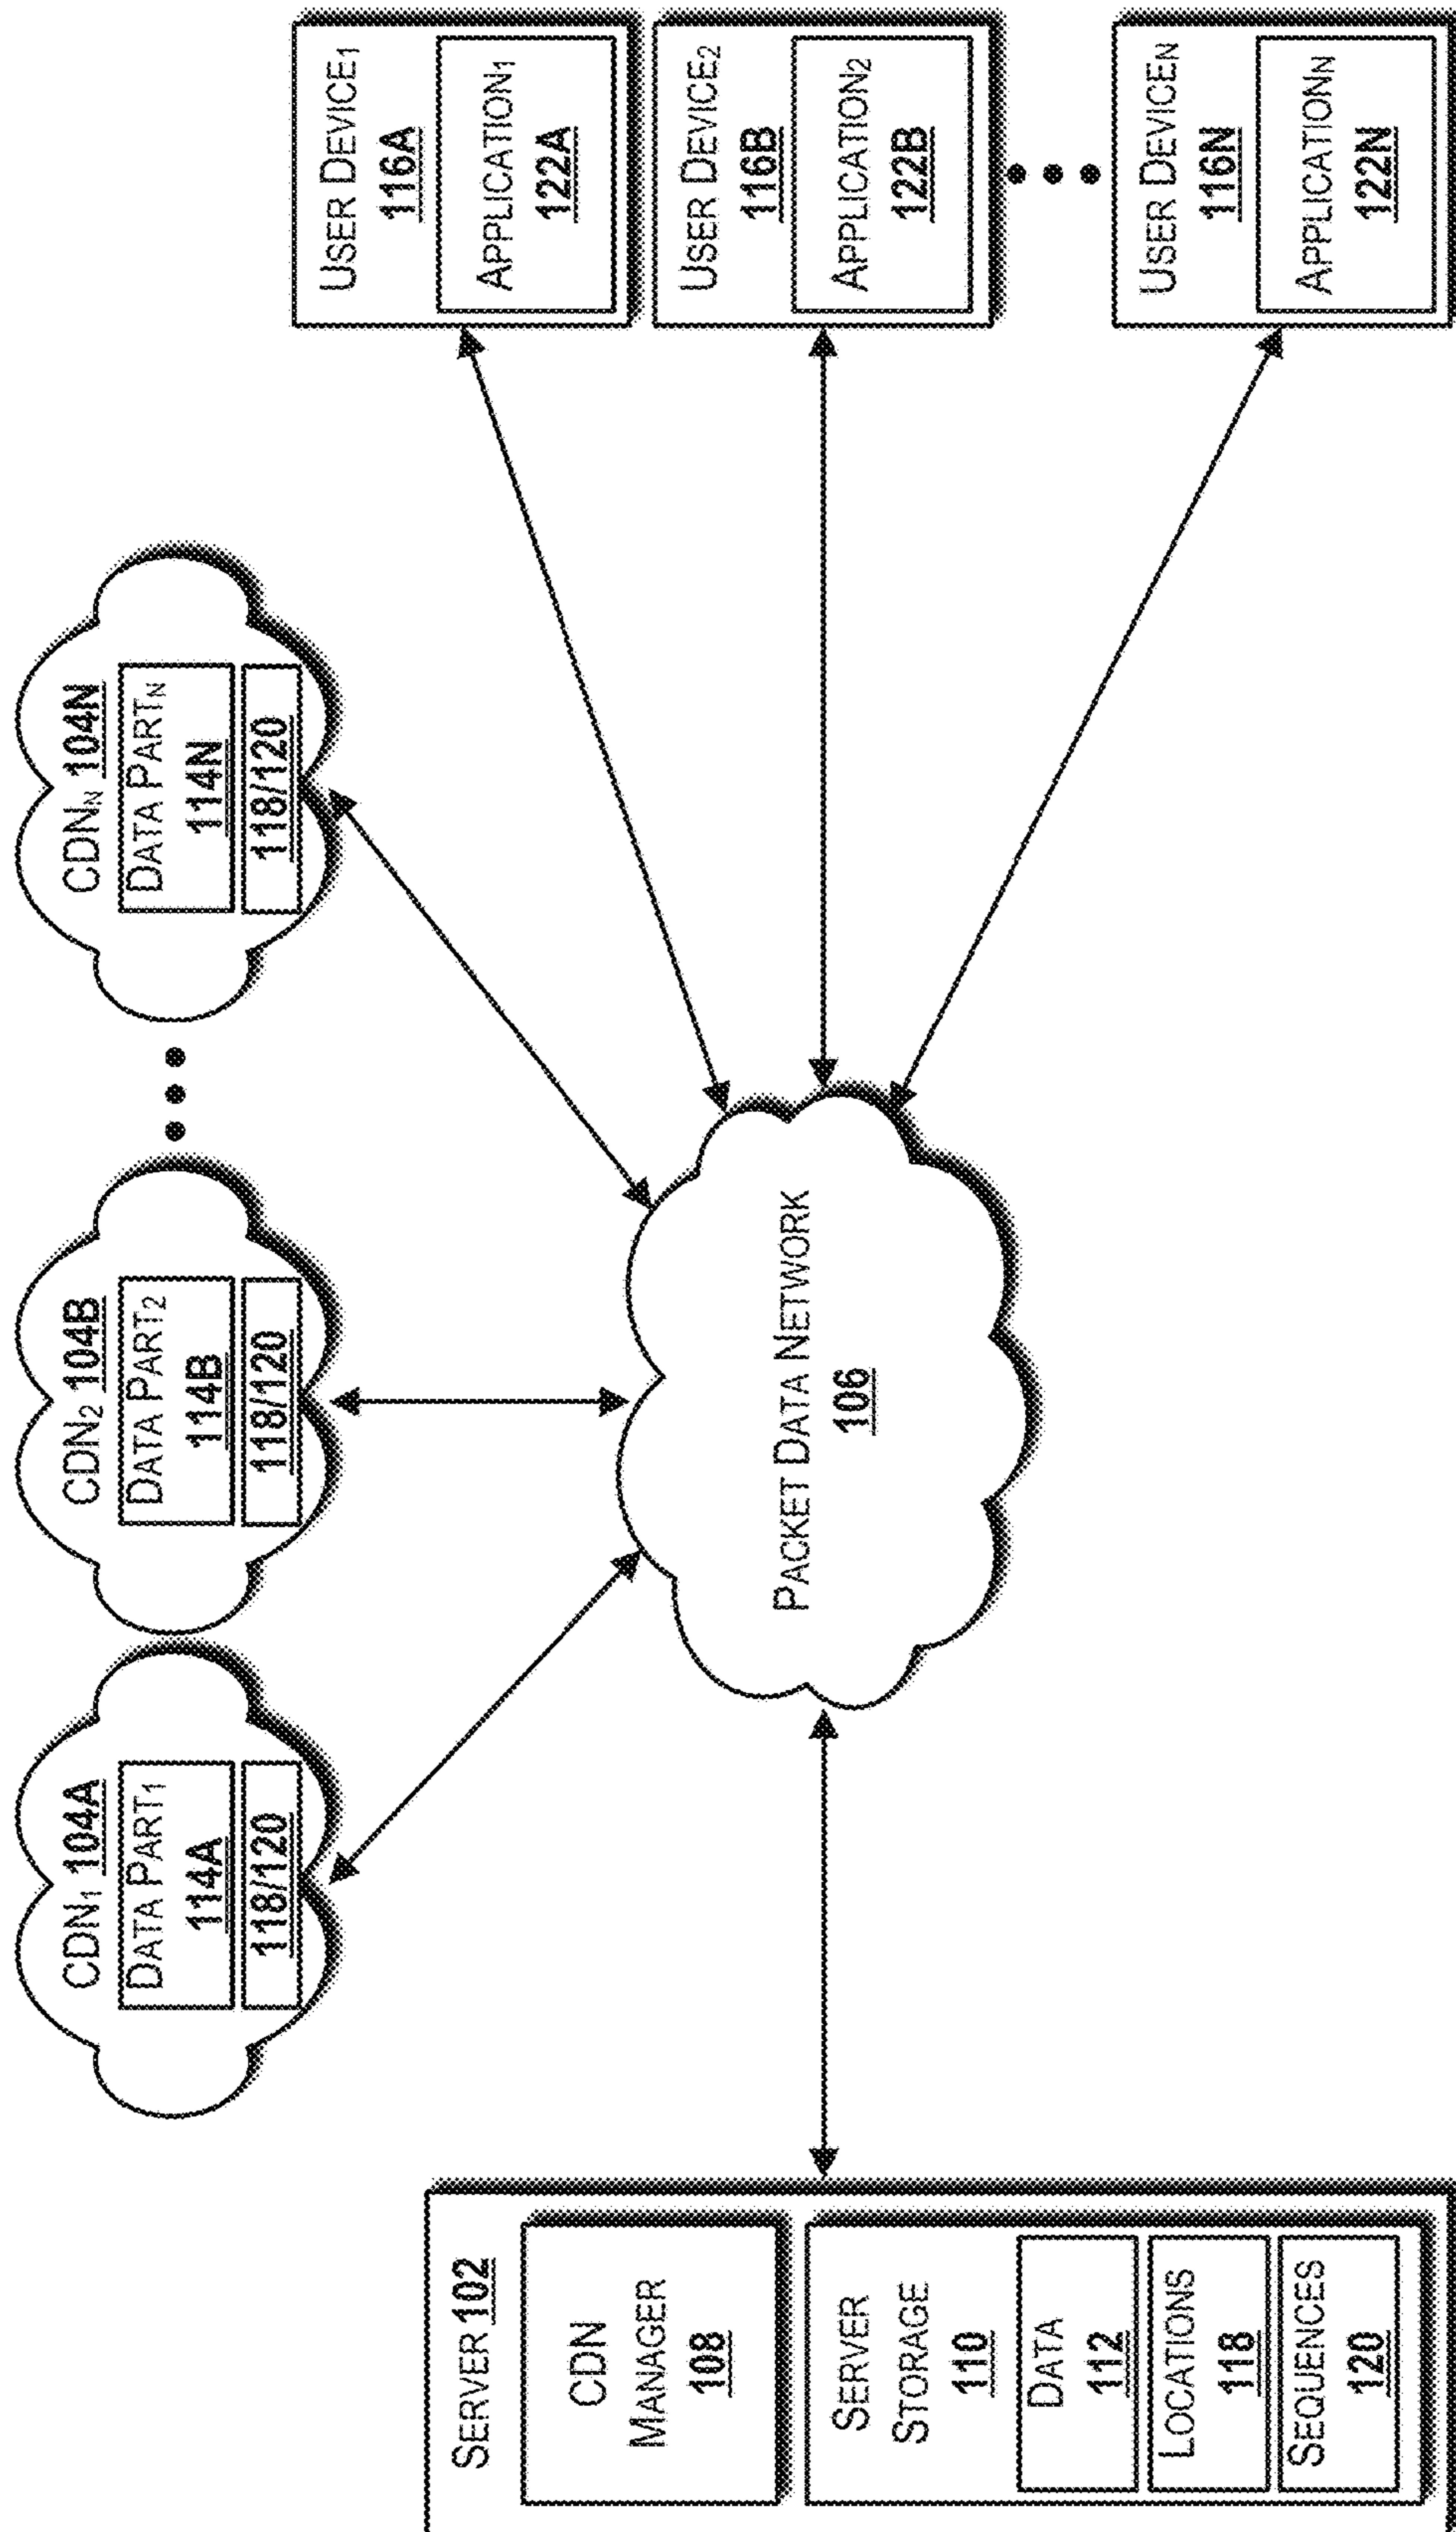 SERVER 102
CDN
MANAGER
108
SERVER
STORAGE
110
DATA
112
LOCATIONS
118
SEQUENCES
120
CDN1 104A
DATA PART1
114A
118/120
CDN2 104B
DATA PART2
114B
118/120
CDNN 104N
DATA PARTN
114N
118/120
PACKET DATA NETWORK
106
USER DEVICE1
116A
APPLICATION1
122A
USER DEVICE2
116B
APPLICATION2
122B
USER DEVICEN
116N
APPLICATIONN
122N